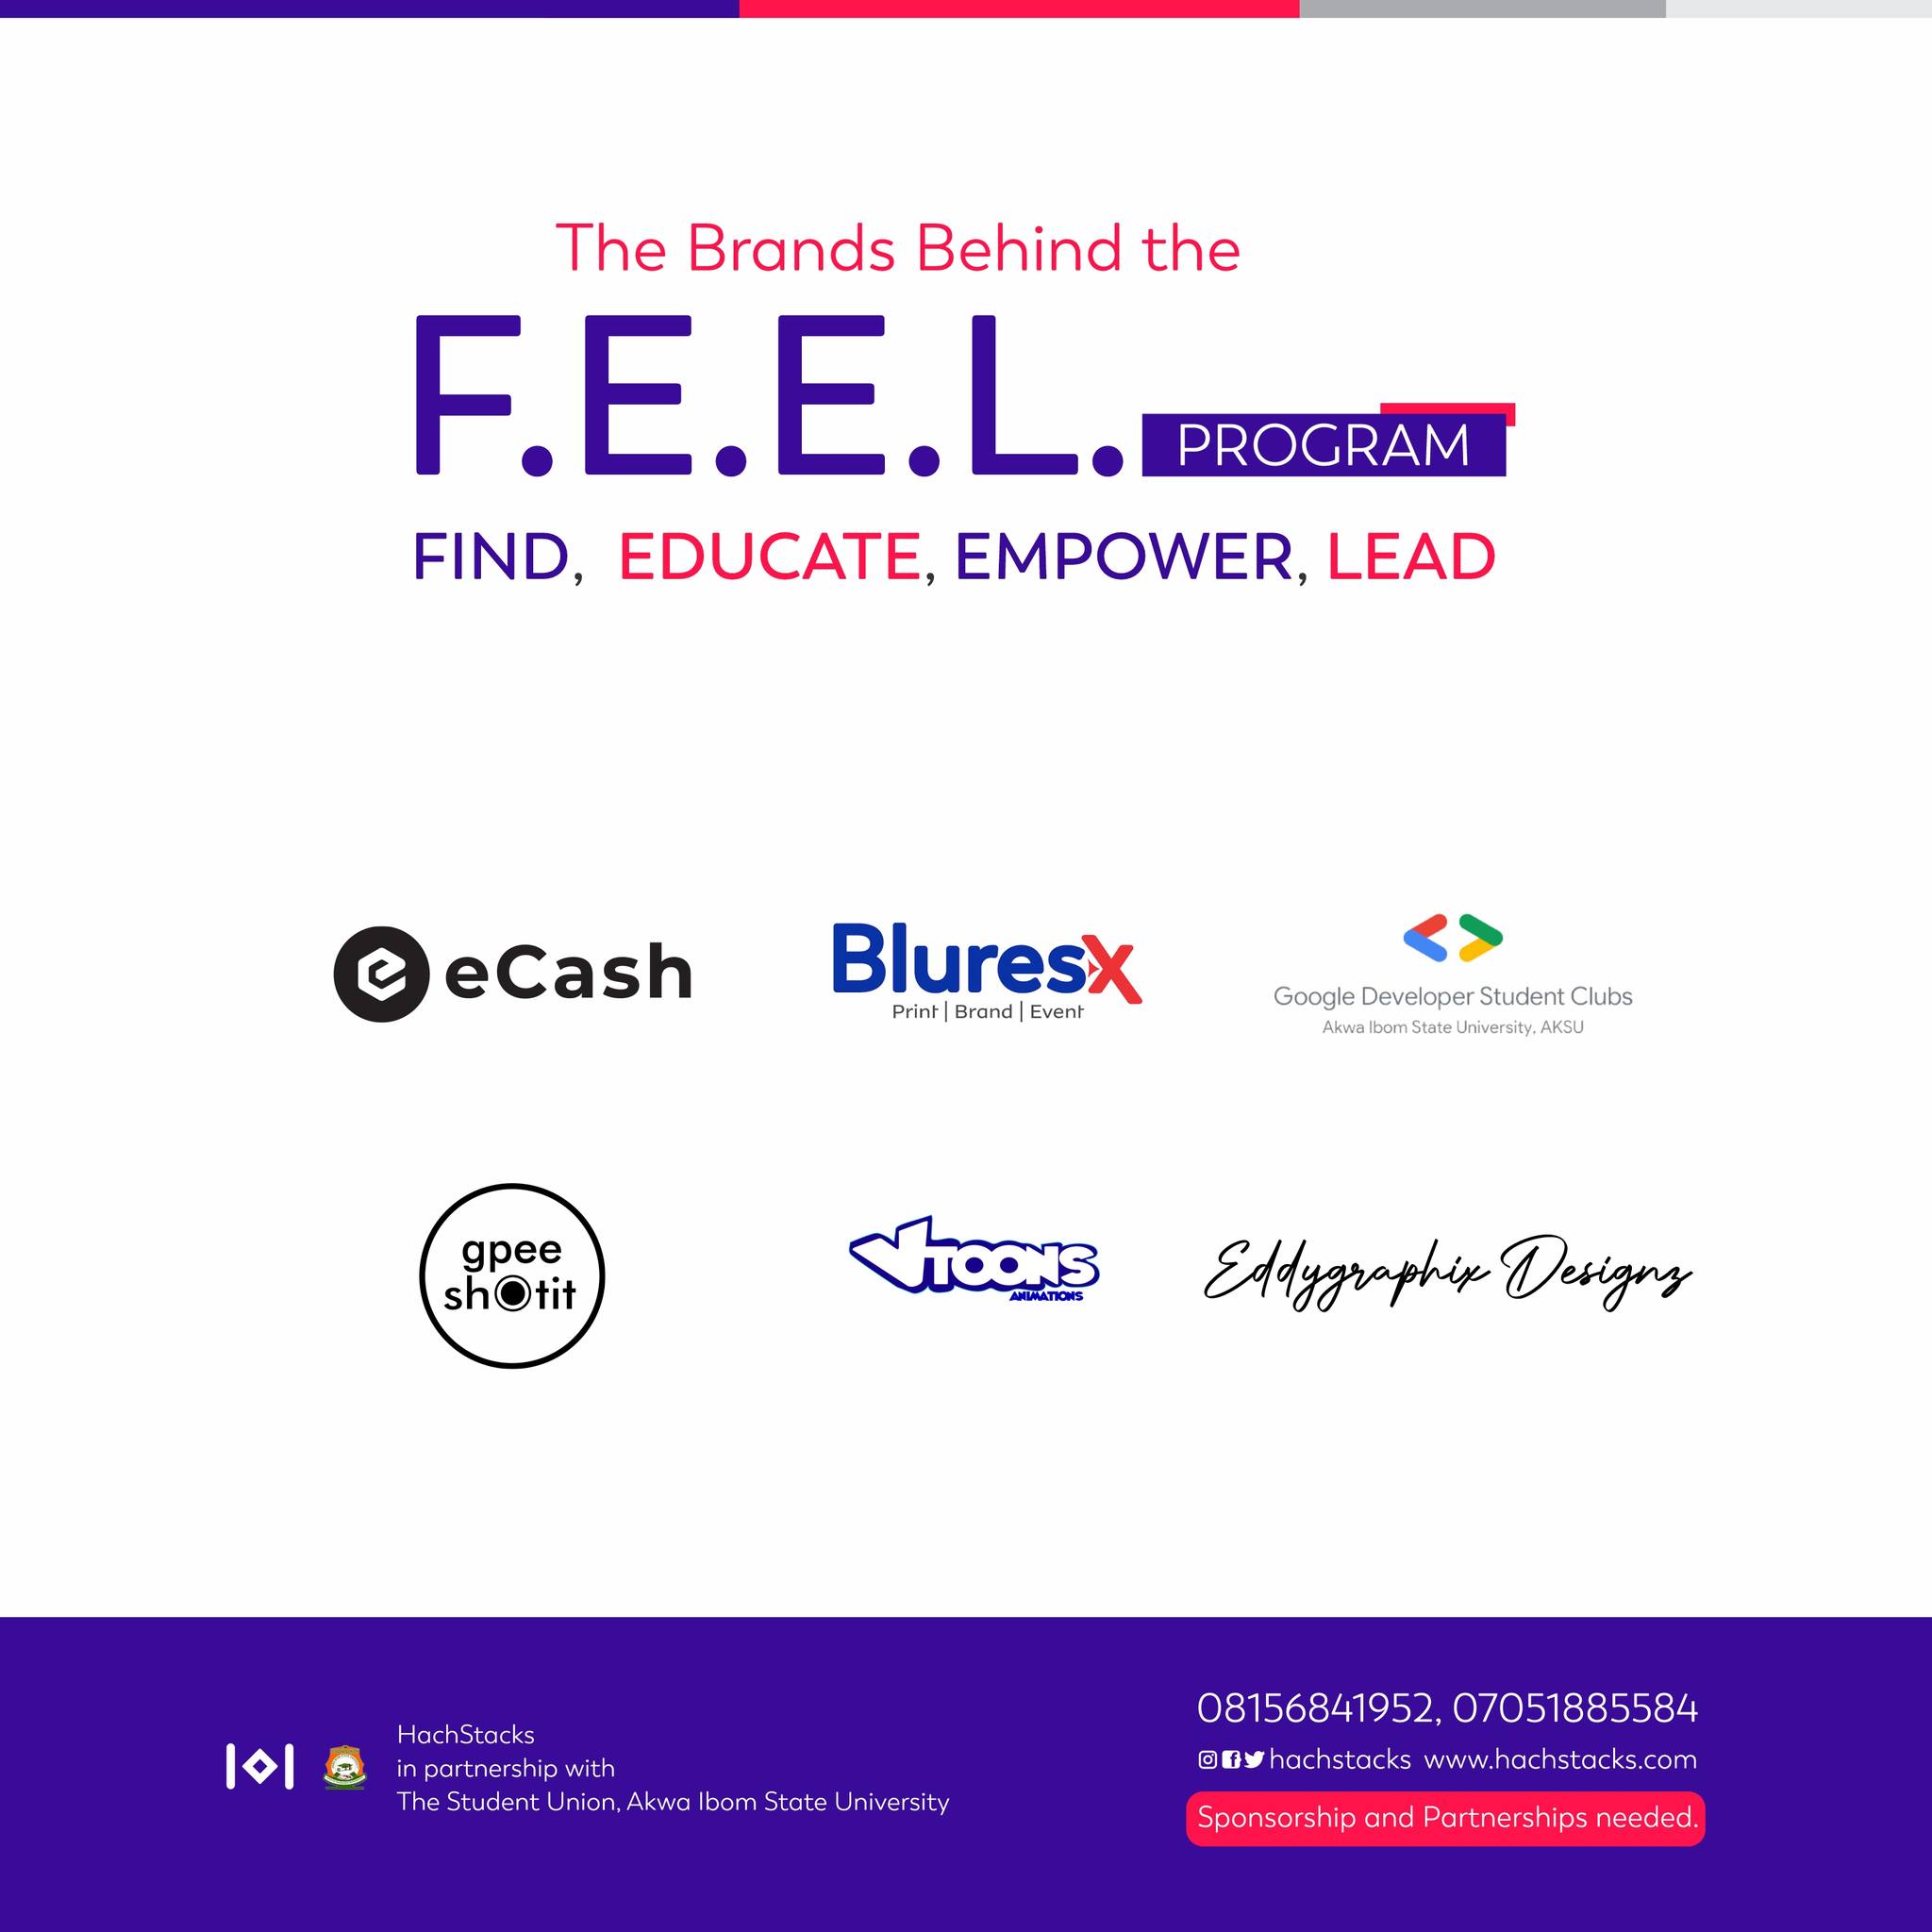 The Brands Behind the
F.E.E.L. PROGRAM
FIND, EDUCATE, EMPOWER, LEAD
eCash
BluresX
Print | Brand | Event
Google Developer Student Clubs
Akwa Ibom State University, AKSU
gpee
shotit
VTOONS
ANIMATIONS
Eddygraphix Designz
HachStacks
in partnership with
The Student Union, Akwa Ibom State University
08156841952, 07051885584
hachstacks www.hachstacks.com
Sponsorship and Partnerships needed.